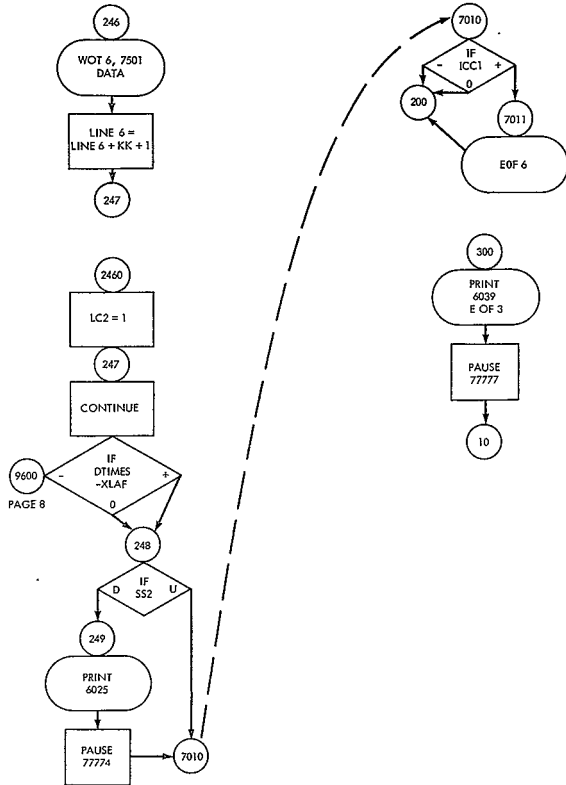 246
WOT 6, 7501
DATA
LINE 6 =
LINE 6 + KK + 1
247
2460
LC2 = 1
247
CONTINUE
IF
DTIMES
-XLAF
-
+
0
9600
PAGE 8
248
IF
SS2
D
U
249
PRINT
6025
PAUSE
77774
7010
7010
IF
ICC1
-
+
0
200
7011
E0F 6
300
PRINT
6039
E OF 3
PAUSE
77777
10